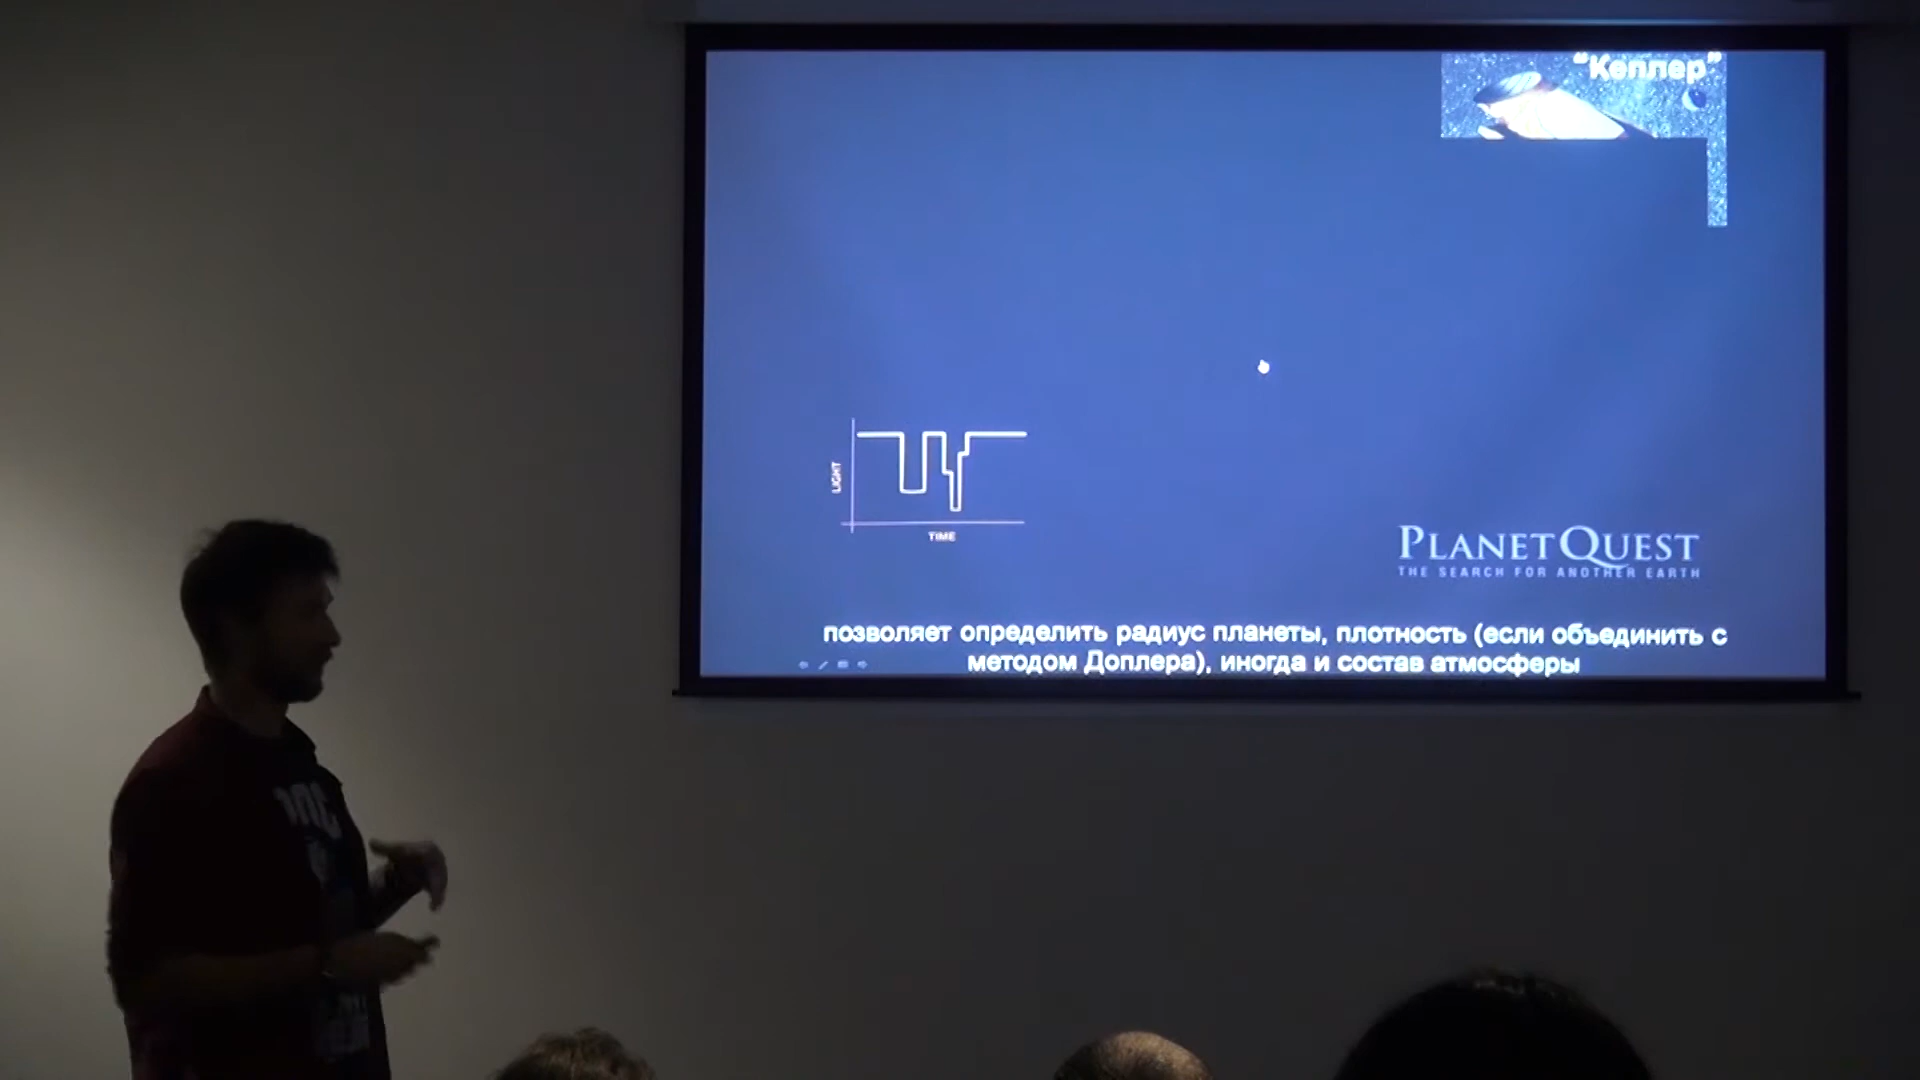 “Кеплер”
LIGHT
TIME
PLANETQUEST
THE SEARCH FOR ANOTHER EARTH
позволяет определить радиус планеты, плотность (если объединить с
методом Доплера), иногда и состав атмосферы